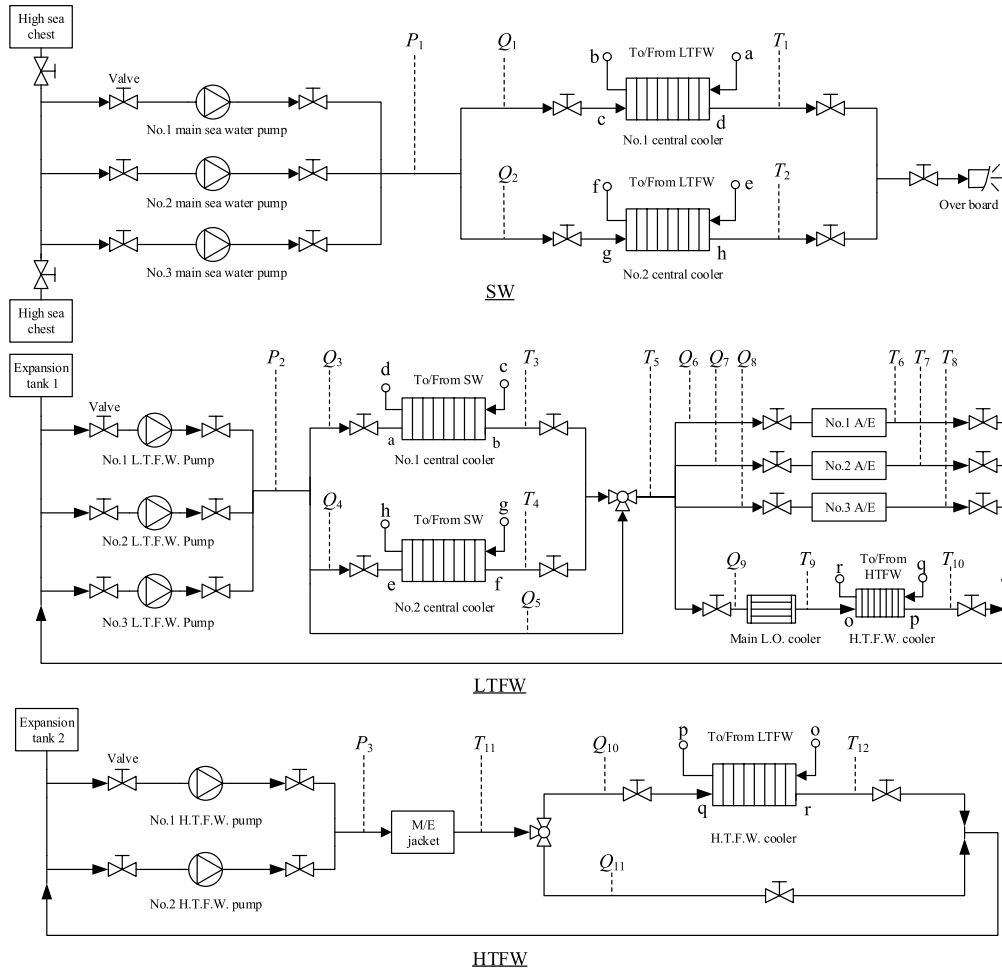 High sea
chest
Valve
No.1 main sea water pump
No.2 main sea water pump
No.3 main sea water pump
High sea
chest
P1
Q1
Q2
b
To/From LTFW
a
c
d
No.1 central cooler
T1
f
To/From LTFW
e
g
h
No.2 central cooler
T2
Over board
SW
Expansion
tank 1
Valve
No.1 L.T.F.W. Pump
No.2 L.T.F.W. Pump
No.3 L.T.F.W. Pump
P2
Q3
Q4
d
To/From SW
c
a
b
No.1 central cooler
T3
h
To/From SW
g
e
f
No.2 central cooler
T4
Q5
T5
Q6
Q7
Q8
No.1 A/E
No.2 A/E
No.3 A/E
T6
T7
T8
Q9
Main L.O. cooler
T9
To/From
HTFW
r
q
o
p
H.T.F.W. cooler
T10
LTFW
Expansion
tank 2
Valve
No.1 H.T.F.W. pump
No.2 H.T.F.W. pump
P3
M/E
jacket
T11
Q10
p
To/From LTFW
o
q
r
H.T.F.W. cooler
T12
Q11
HTFW